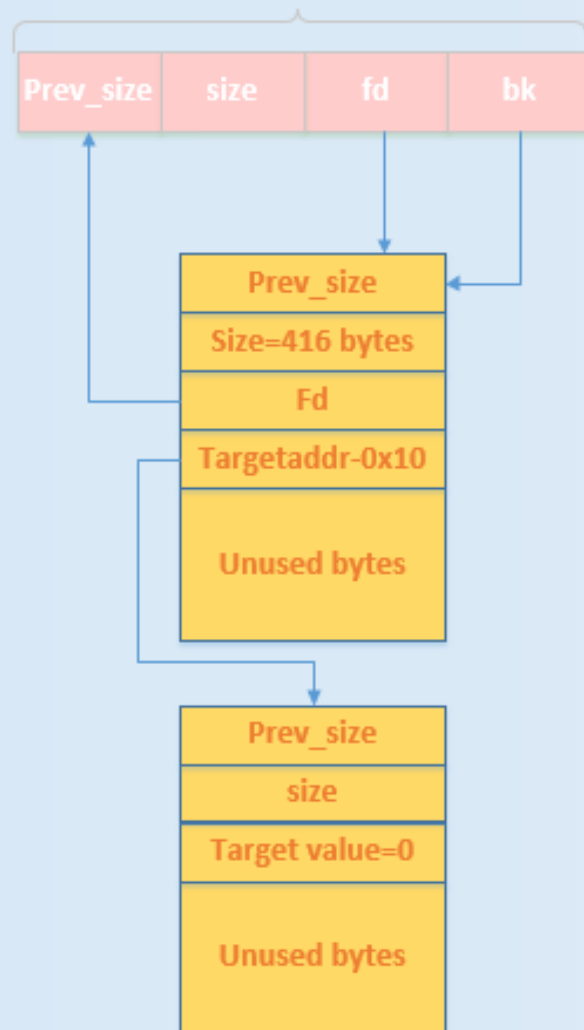 Prev_size size fd bk
Prev_size
Size=416 bytes
Fd
Targetaddr-0x10
Unused bytes
Prev_size
size
Target value=0
Unused bytes